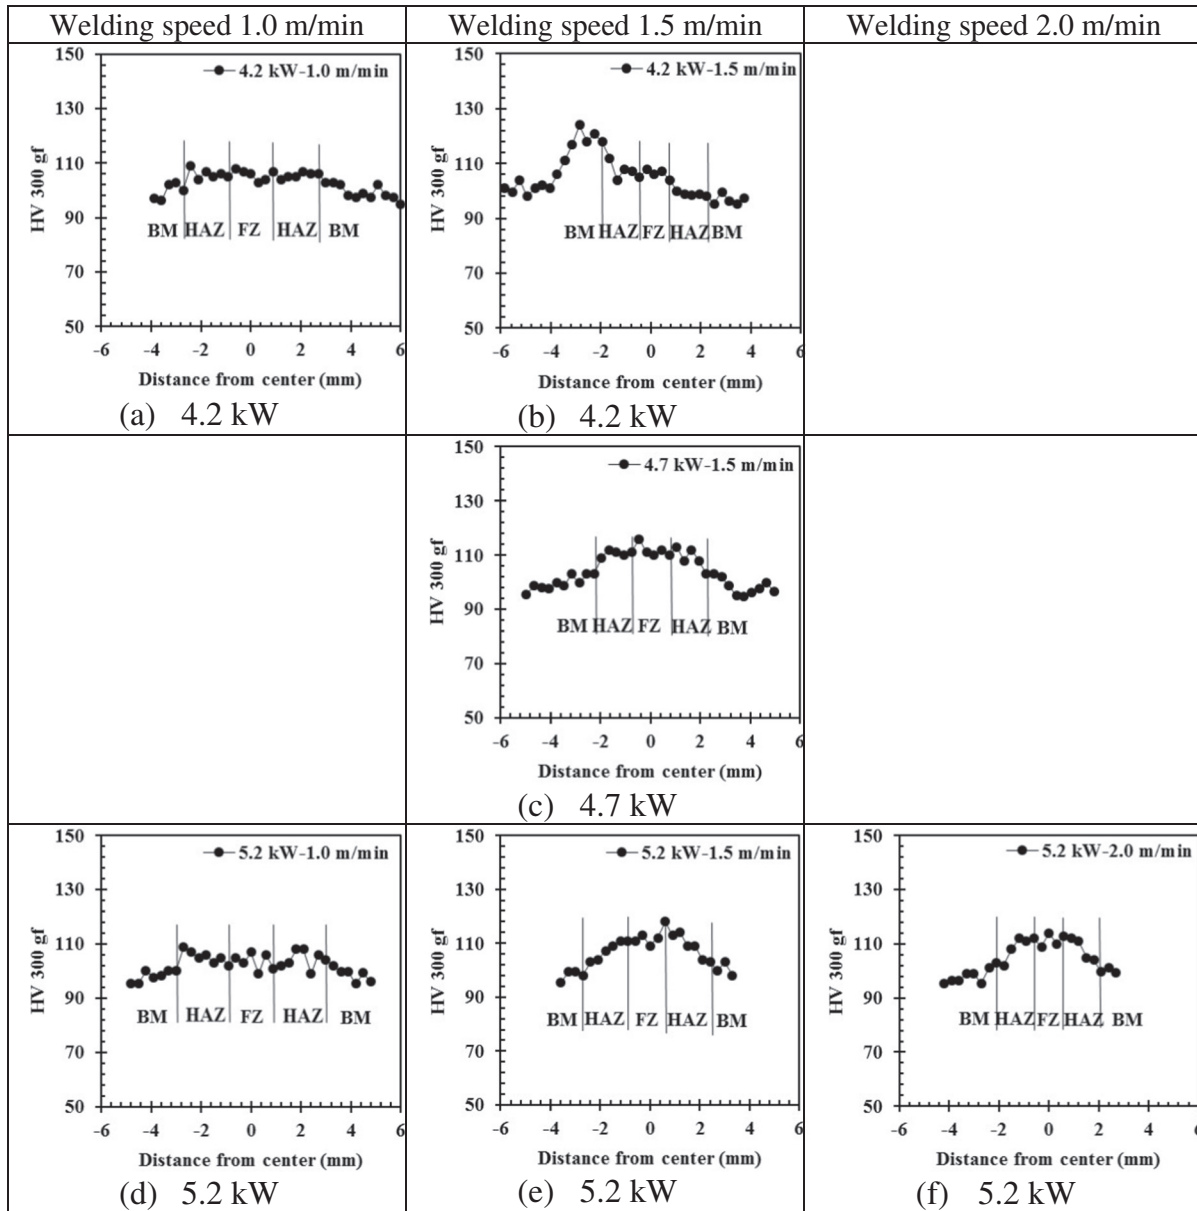 Welding speed 1.0 m/min
Welding speed 1.5 m/min
Welding speed 2.0 m/min
150
130
110
90
70
50
HV 300 gf
4.2 kW-1.0 m/min
BM HAZ FZ HAZ BM
-6 -4 -2 0 2 4 6
Distance from center (mm)
(a) 4.2 kW
150
130
110
90
70
50
HV 300 gf
4.2 kW-1.5 m/min
BM HAZ FZ HAZ BM
-6 -4 -2 0 2 4 6
Distance from center (mm)
(b) 4.2 kW
150
130
110
90
70
50
HV 300 gf
4.7 kW-1.5 m/min
BM HAZ FZ HAZ BM
-6 -4 -2 0 2 4 6
Distance from center (mm)
(c) 4.7 kW
150
130
110
90
70
50
HV 300 gf
5.2 kW-1.0 m/min
BM HAZ FZ HAZ BM
-6 -4 -2 0 2 4 6
Distance from center (mm)
(d) 5.2 kW
150
130
110
90
70
50
HV 300 gf
5.2 kW-1.5 m/min
BM HAZ FZ HAZ BM
-6 -4 -2 0 2 4 6
Distance from center (mm)
(e) 5.2 kW
150
130
110
90
70
50
HV 300 gf
5.2 kW-2.0 m/min
BM HAZ FZ HAZ BM
-6 -4 -2 0 2 4 6
Distance from center (mm)
(f) 5.2 kW